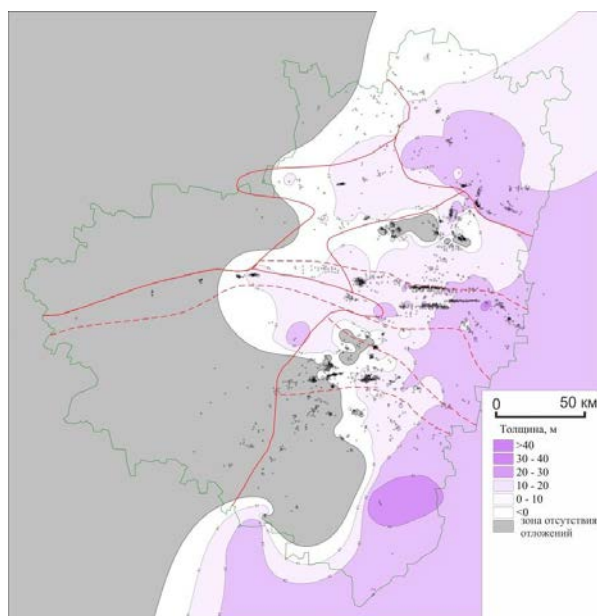 0 50 км
Толщина, м
>40
30 - 40
20 - 30
10 - 20
0 - 10
<0
зона отсутствия
отложений